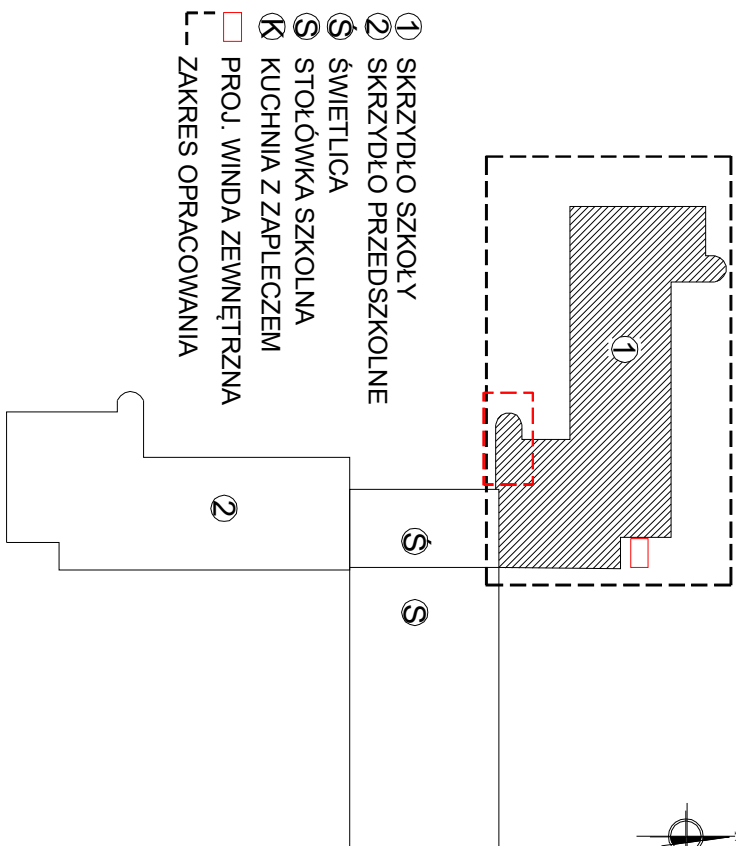 ① SKRZYDŁO SZKOŁY
② SKRZYDŁO PRZEDSZKOLNE
Ś ŚWIETLICA
S STOŁÓWKA SZKOLNA
K KUCHNIA Z ZAPLECZEM
PROJ. WINDA ZEWNĘTRZNA
ZAKRES OPRACOWANIA
①
②
Ś
S